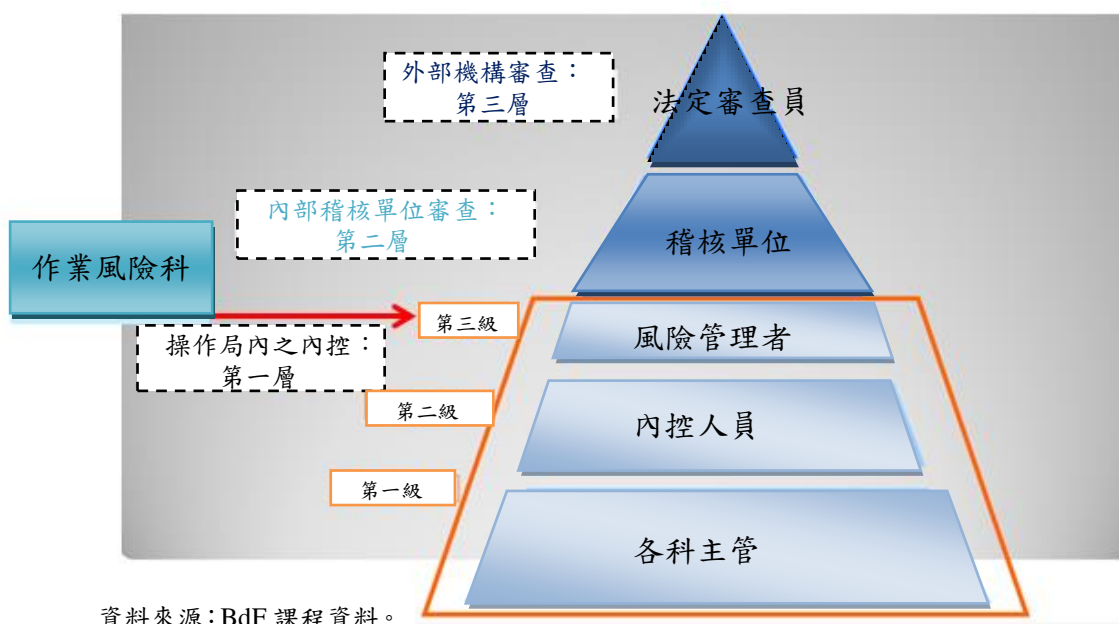 外部機構審查：
第三層
法定審查員
內部稽核單位審查：
第二層
稽核單位
作業風險科
第三級
風險管理者
操作局內之內控：
第一層
第二級
內控人員
第一級
各科主管
資料來源：BdF 課程資料。